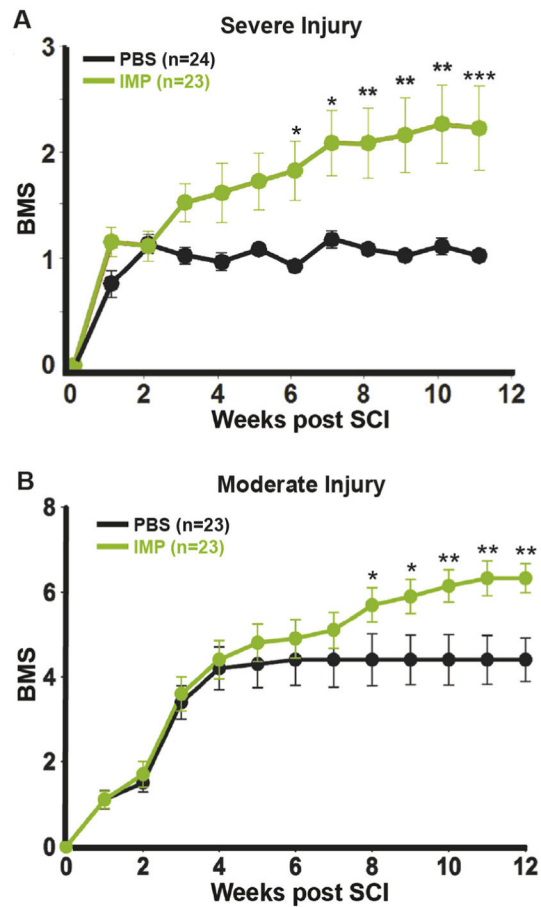 A
Severe Injury
3
PBS (n=24)
IMP (n=23)
* * ** ** ** ***
2
BMS
1
0
0 2 4 6 8 10 12
Weeks post SCI
B
Moderate Injury
8
PBS (n=23)
IMP (n=23)
* * ** ** **
6
BMS
4
2
0
0 2 4 6 8 10 12
Weeks post SCI